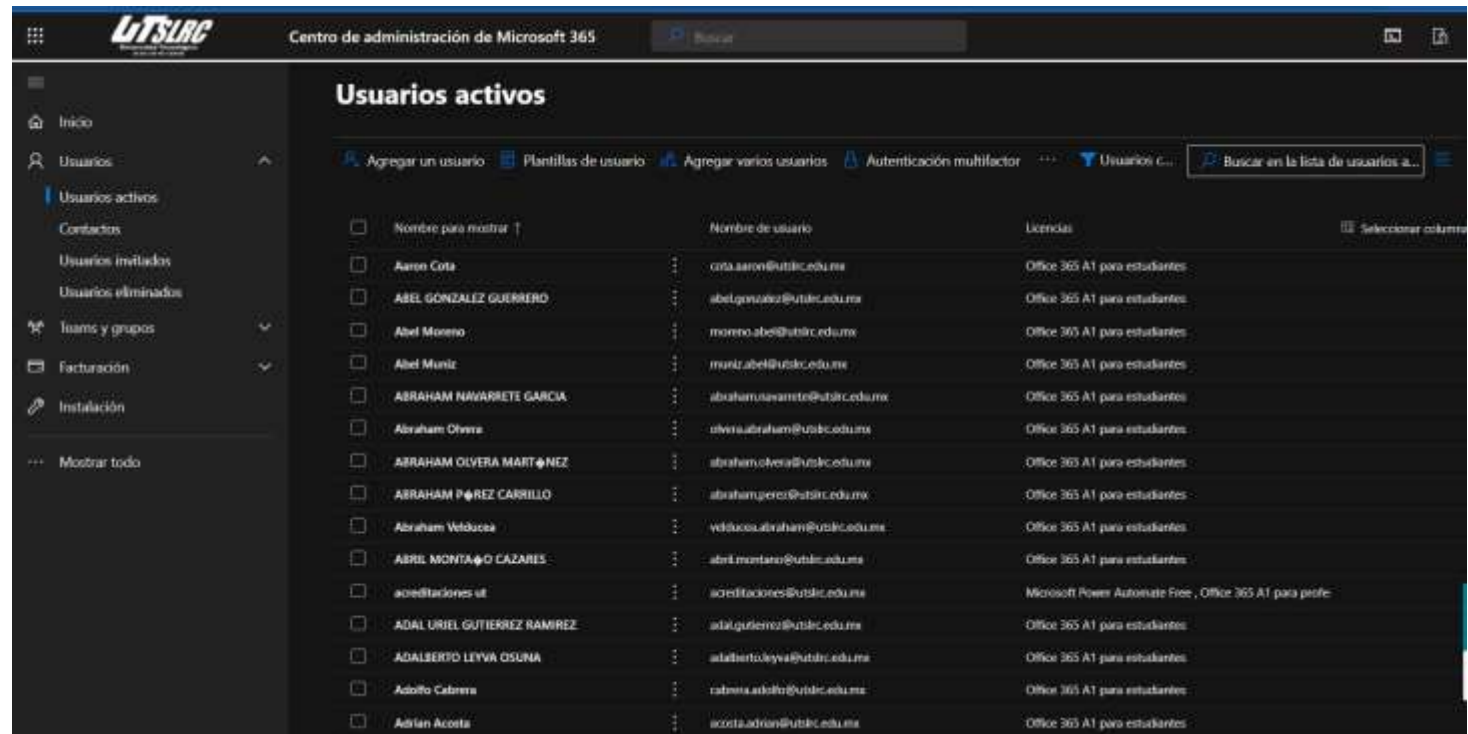 UTSLRC
Centro de administración de Microsoft 365
Buscar
Usuarios activos
Inicio
Usuarios
Usuarios activos
Contactos
Usuarios invitados
Usuarios eliminados
Teams y grupos
Facturación
Instalación
Mostrar todo
Agregar un usuario Plantillas de usuario Agregar varios usuarios Autenticación multifactor ... Usuarios c... Buscar en la lista de usuarios a...
Nombre para mostrar ↑ Nombre de usuario Licencias Seleccionar columna
Aaron Cota cota.aaron@utslrc.edu.mx Office 365 A1 para estudiantes
ABEL GONZALEZ GUERRERO abel.gonzalez@utslrc.edu.mx Office 365 A1 para estudiantes
Abel Moreno moreno.abel@utslrc.edu.mx Office 365 A1 para estudiantes
Abel Muniz muniz.abel@utslrc.edu.mx Office 365 A1 para estudiantes
ABRAHAM NAVARRETE GARCIA abraham.navarrete@utslrc.edu.mx Office 365 A1 para estudiantes
Abraham Olvera olvera.abraham@utslrc.edu.mx Office 365 A1 para estudiantes
ABRAHAM OLVERA MART�NEZ abraham.olvera@utslrc.edu.mx Office 365 A1 para estudiantes
ABRAHAM P�REZ CARRILLO abraham.perez@utslrc.edu.mx Office 365 A1 para estudiantes
Abraham Velducea velducea.abraham@utslrc.edu.mx Office 365 A1 para estudiantes
ABRIL MONTA�O CAZARES abril.montano@utslrc.edu.mx Office 365 A1 para estudiantes
acreditaciones ut acreditaciones@utslrc.edu.mx Microsoft Power Automate Free , Office 365 A1 para profe
ADAL URIEL GUTIERREZ RAMIREZ adal.gutierrez@utslrc.edu.mx Office 365 A1 para estudiantes
ADALBERTO LEYVA OSUNA adalberto.leyva@utslrc.edu.mx Office 365 A1 para estudiantes
Adolfo Cabrera cabrera.adolfo@utslrc.edu.mx Office 365 A1 para estudiantes
Adrian Acosta acosta.adrian@utslrc.edu.mx Office 365 A1 para estudiantes